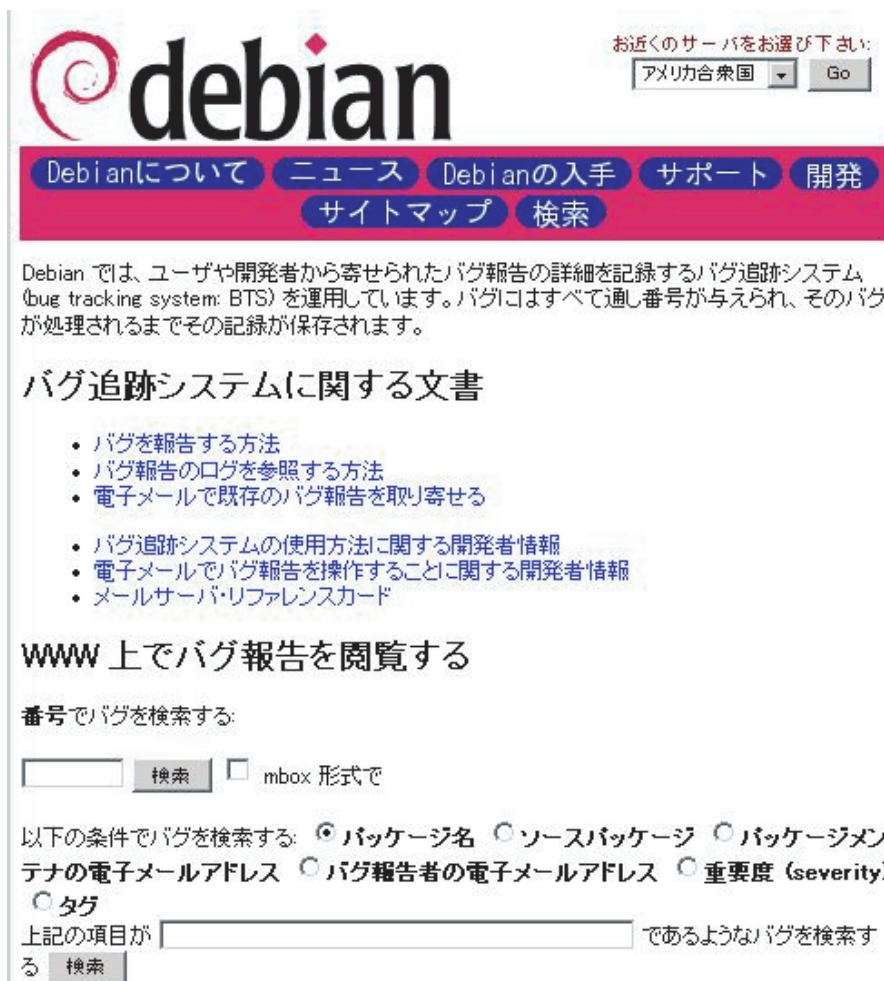 debian
お近くのサーバをお選び下さい:
アメリカ合衆国 Go
Debianについて ニュース Debianの入手 サポート 開発
サイトマップ 検索
Debian では、ユーザや開発者から寄せられたバグ報告の詳細を記録するバグ追跡システム
(bug tracking system: BTS) を運用しています。バグにはすべて通し番号が与えられ、そのバグ
が処理されるまでその記録が保存されます。
バグ追跡システムに関する文書
• バグを報告する方法
• バグ報告のログを参照する方法
• 電子メールで既存のバグ報告を取り寄せる
• バグ追跡システムの使用方法に関する開発者情報
• 電子メールでバグ報告を操作することに関する開発者情報
• メールサーバ・リファレンスカード
WWW 上でバグ報告を閲覧する
番号でバグを検索する:
検索 mbox 形式で
以下の条件でバグを検索する: パッケージ名 ソースパッケージ パッケージメン
テナの電子メールアドレス バグ報告者の電子メールアドレス 重要度 (severity)
タグ
上記の項目が であるようなバグを検索す
る 検索